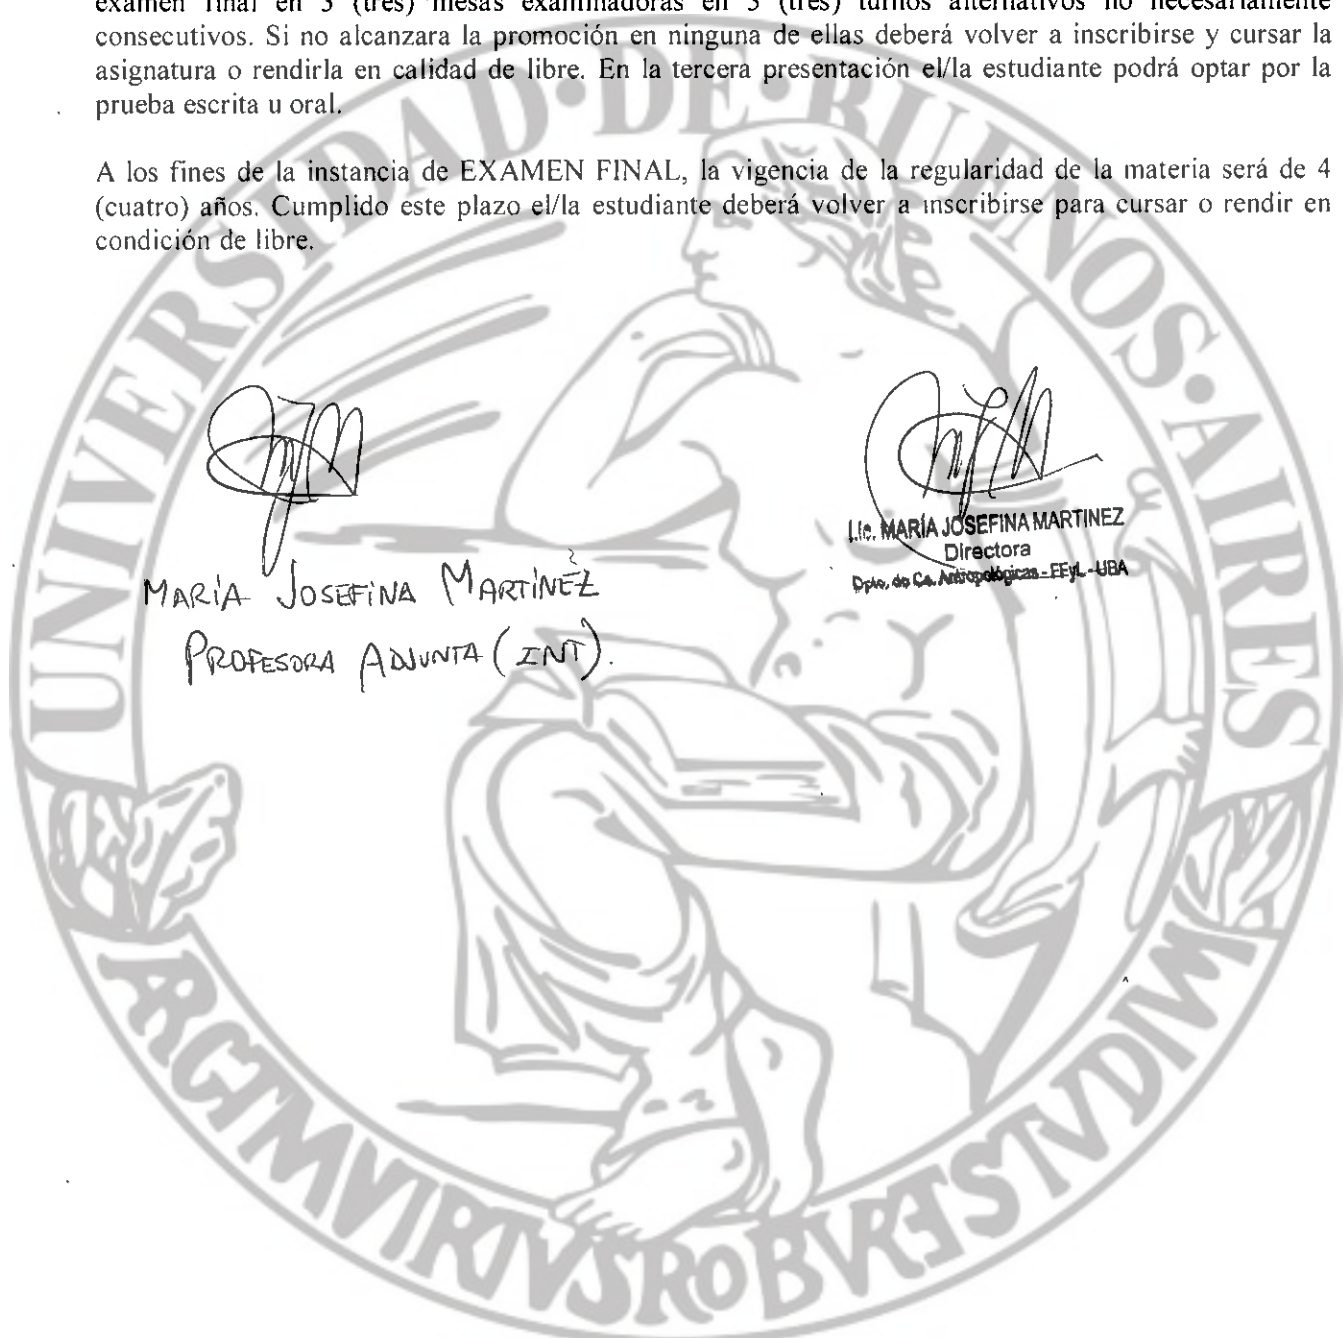 examen final en 3 (tres) mesas examinadoras en 3 (tres) turnos alternativos no necesariamente
consecutivos. Si no alcanzara la promoción en ninguna de ellas deberá volver a inscribirse y cursar la
asignatura o rendirla en calidad de libre. En la tercera presentación el/la estudiante podrá optar por la
prueba escrita u oral.
A los fines de la instancia de EXAMEN FINAL, la vigencia de la regularidad de la materia será de 4
(cuatro) años. Cumplido este plazo el/la estudiante deberá volver a inscribirse para cursar o rendir en
condición de libre.
UNIVERSIDAD·DE·BUENOS·AIRES
MARÍA JOSEFINA MARTÍNEZ
PROFESORA ADJUNTA (INT).
Lic. MARÍA JOSEFINA MARTINEZ
Directora
Dpto. de Cs. Antropológicas - FFyL - UBA
ARGTMVIRTVSROBVRETSTVDIVM